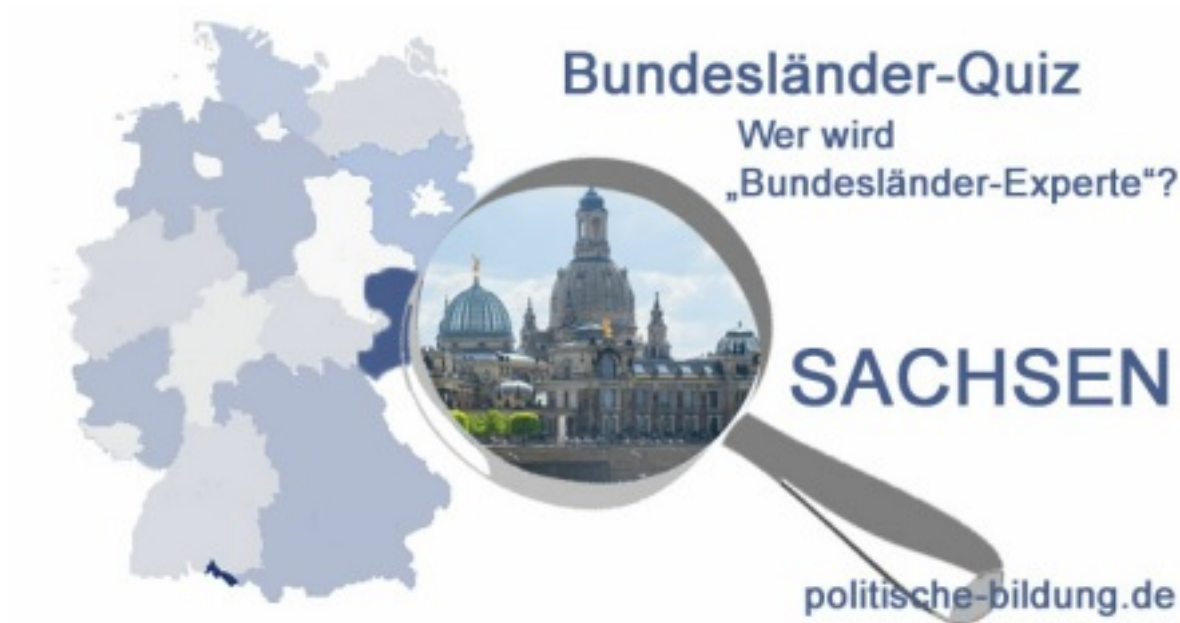 Bundesländer-Quiz
Wer wird
„Bundesländer-Experte“?
SACHSEN
politische-bildung.de